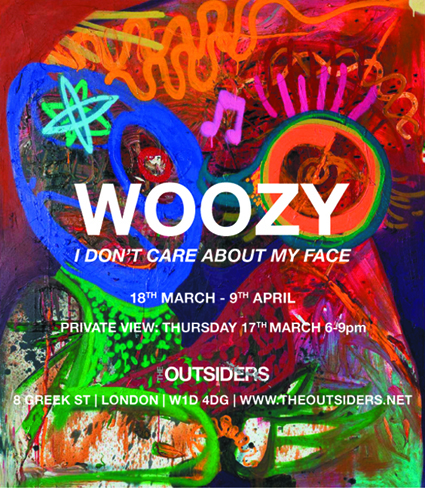 WOOZY
I DON'T CARE ABOUT MY FACE
18TH MARCH - 9TH APRIL
PRIVATE VIEW: THURSDAY 17TH MARCH 6-9pm
THE OUTSIDERS
8 GREEK ST | LONDON | W1D 4DG | WWW.THEOUTSIDERS.NET